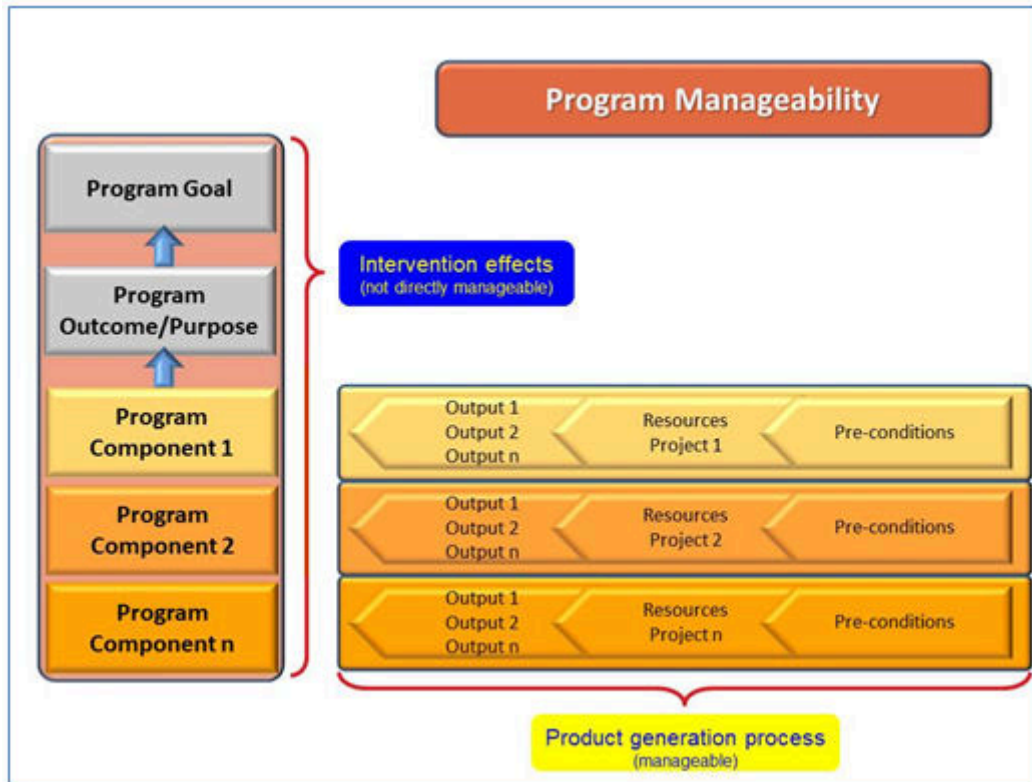 Program Manageability
Program Goal
Program
Outcome/Purpose
Intervention effects
(not directly manageable)
Program
Component 1
Output 1
Output 2
Output n
Resources
Project 1
Pre-conditions
Program
Component 2
Output 1
Output 2
Output n
Resources
Project 2
Pre-conditions
Program
Component n
Output 1
Output 2
Output n
Resources
Project n
Pre-conditions
Product generation process
(manageable)